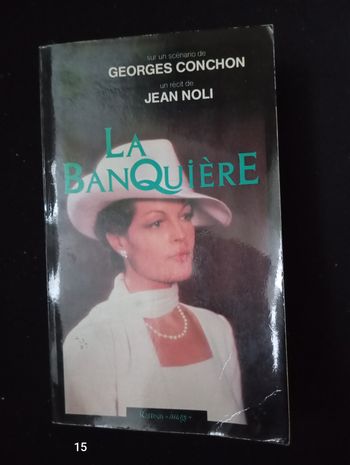 sur un scénario de
GEORGES CONCHON
un récit de
JEAN NOLI
LA
BANQUIÈRE
15